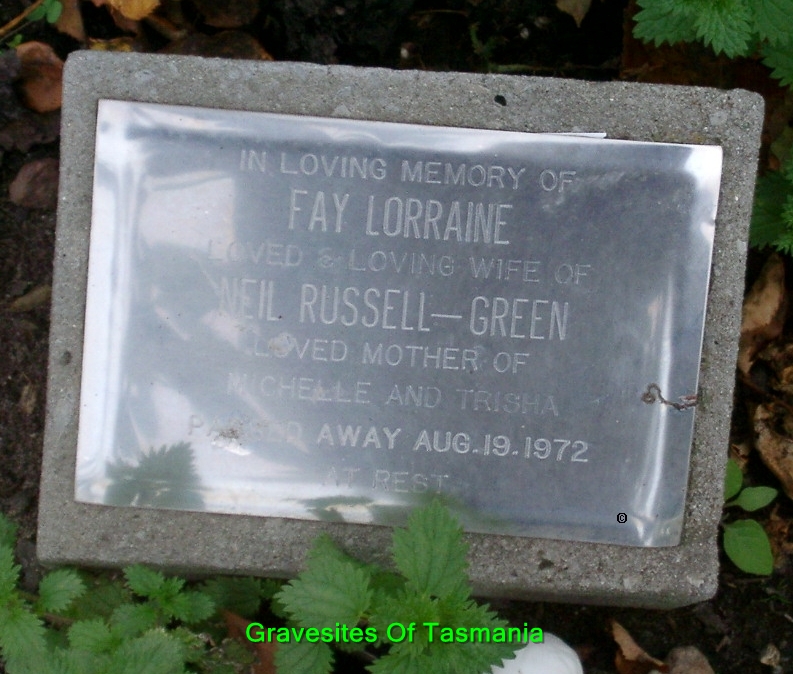 IN LOVING MEMORY OF
FAY LORRAINE
LOVED & LOVING WIFE OF
NEIL RUSSELL—GREEN
LOVED MOTHER OF
MICHELLE AND TRISHA
PASSED AWAY AUG.19.1972
AT REST
©
Gravesites Of Tasmania